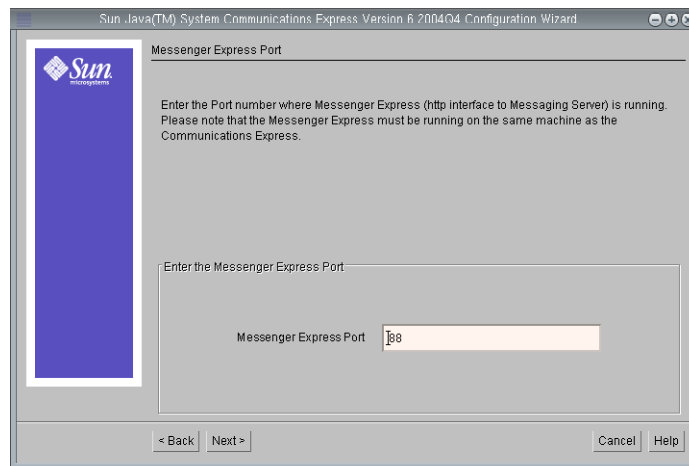 Sun Java(TM) System Communications Express Version 6 2004Q4 Configuration Wizard
Sun
microsystems
Messenger Express Port
Enter the Port number where Messenger Express (http interface to Messaging Server) is running.
Please note that the Messenger Express must be running on the same machine as the
Communications Express.
Enter the Messenger Express Port
Messenger Express Port
88
< Back
Next >
Cancel
Help